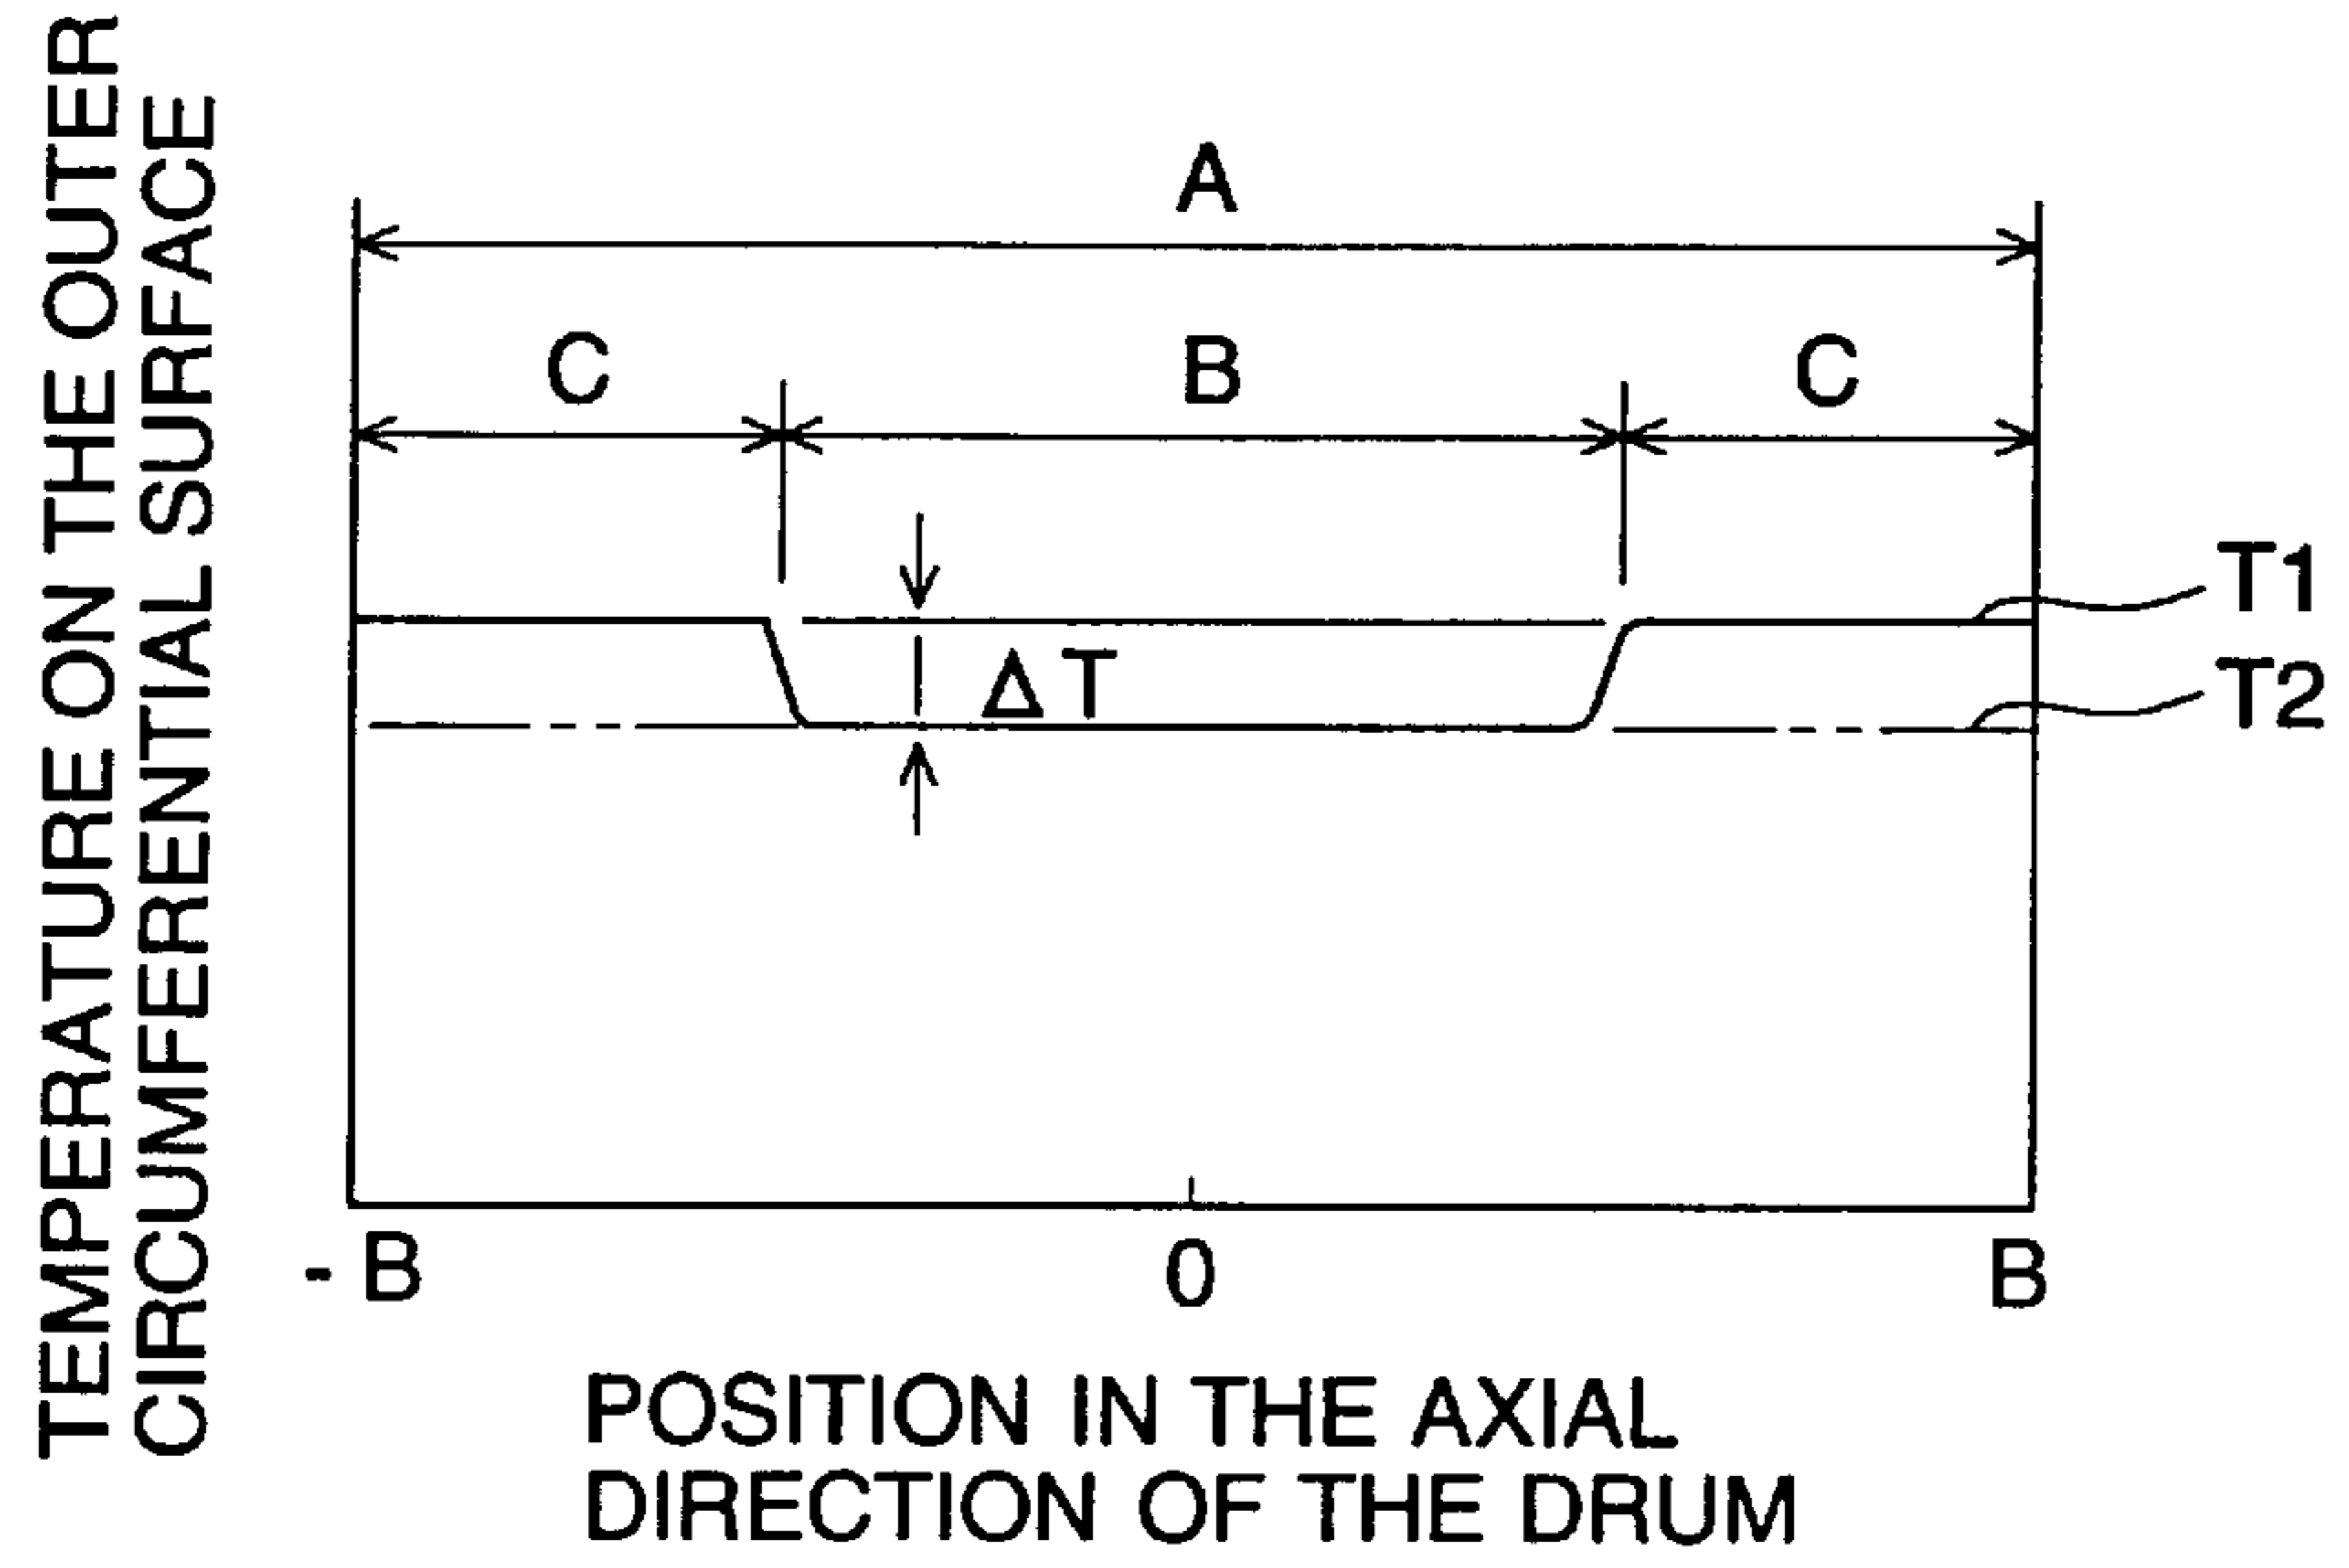 TEMPERATURE ON THE OUTER
CIRCUMFERENTIAL SURFACE
A
C B C
T1
ΔT
T2
- B 0 B
POSITION IN THE AXIAL
DIRECTION OF THE DRUM